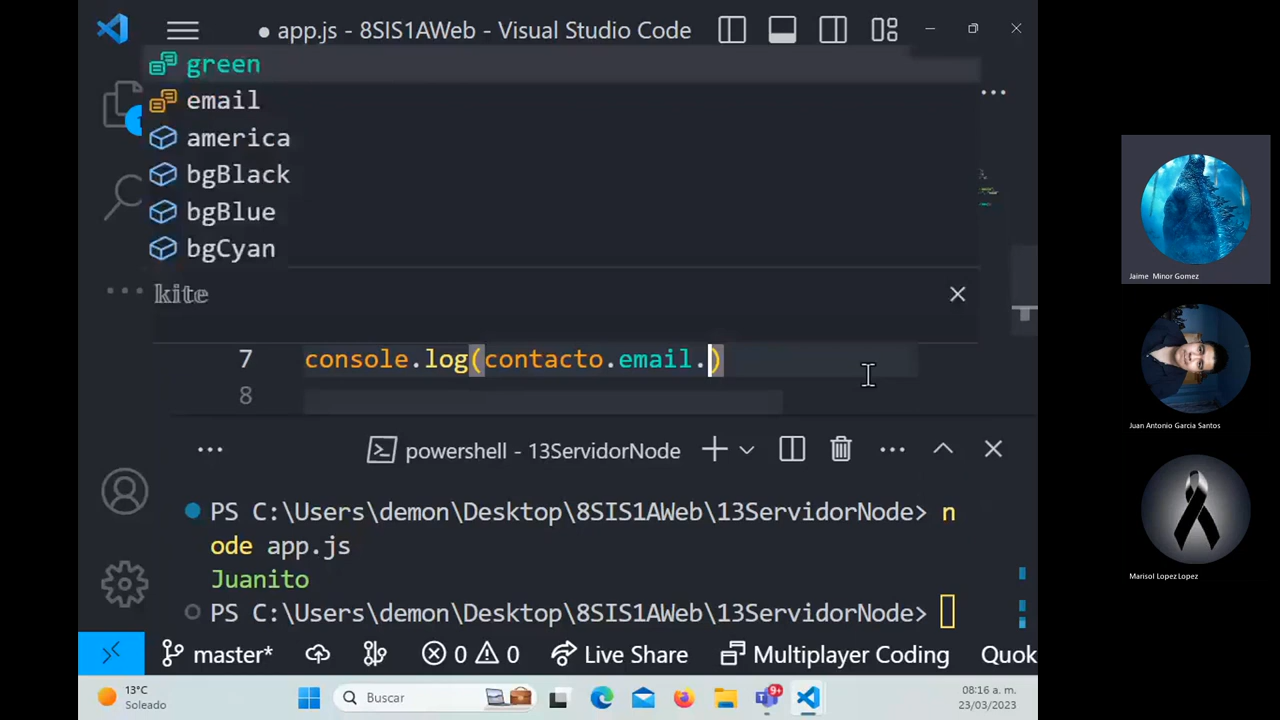 app.js - 8SIS1AWeb - Visual Studio Code
green
email
america
bgBlack
bgBlue
bgCyan
kite
7 console.log(contacto.email.)
8
powershell - 13ServidorNode
PS C:\Users\demon\Desktop\8SIS1AWeb\13ServidorNode> n
ode app.js
Juanito
PS C:\Users\demon\Desktop\8SIS1AWeb\13ServidorNode>
master* 0 0 Live Share Multiplayer Coding Quok
13°C
Soleado
Buscar
9+
08:16 a. m.
23/03/2023
Jaime Minor Gomez
Juan Antonio Garcia Santos
Marisol Lopez Lopez